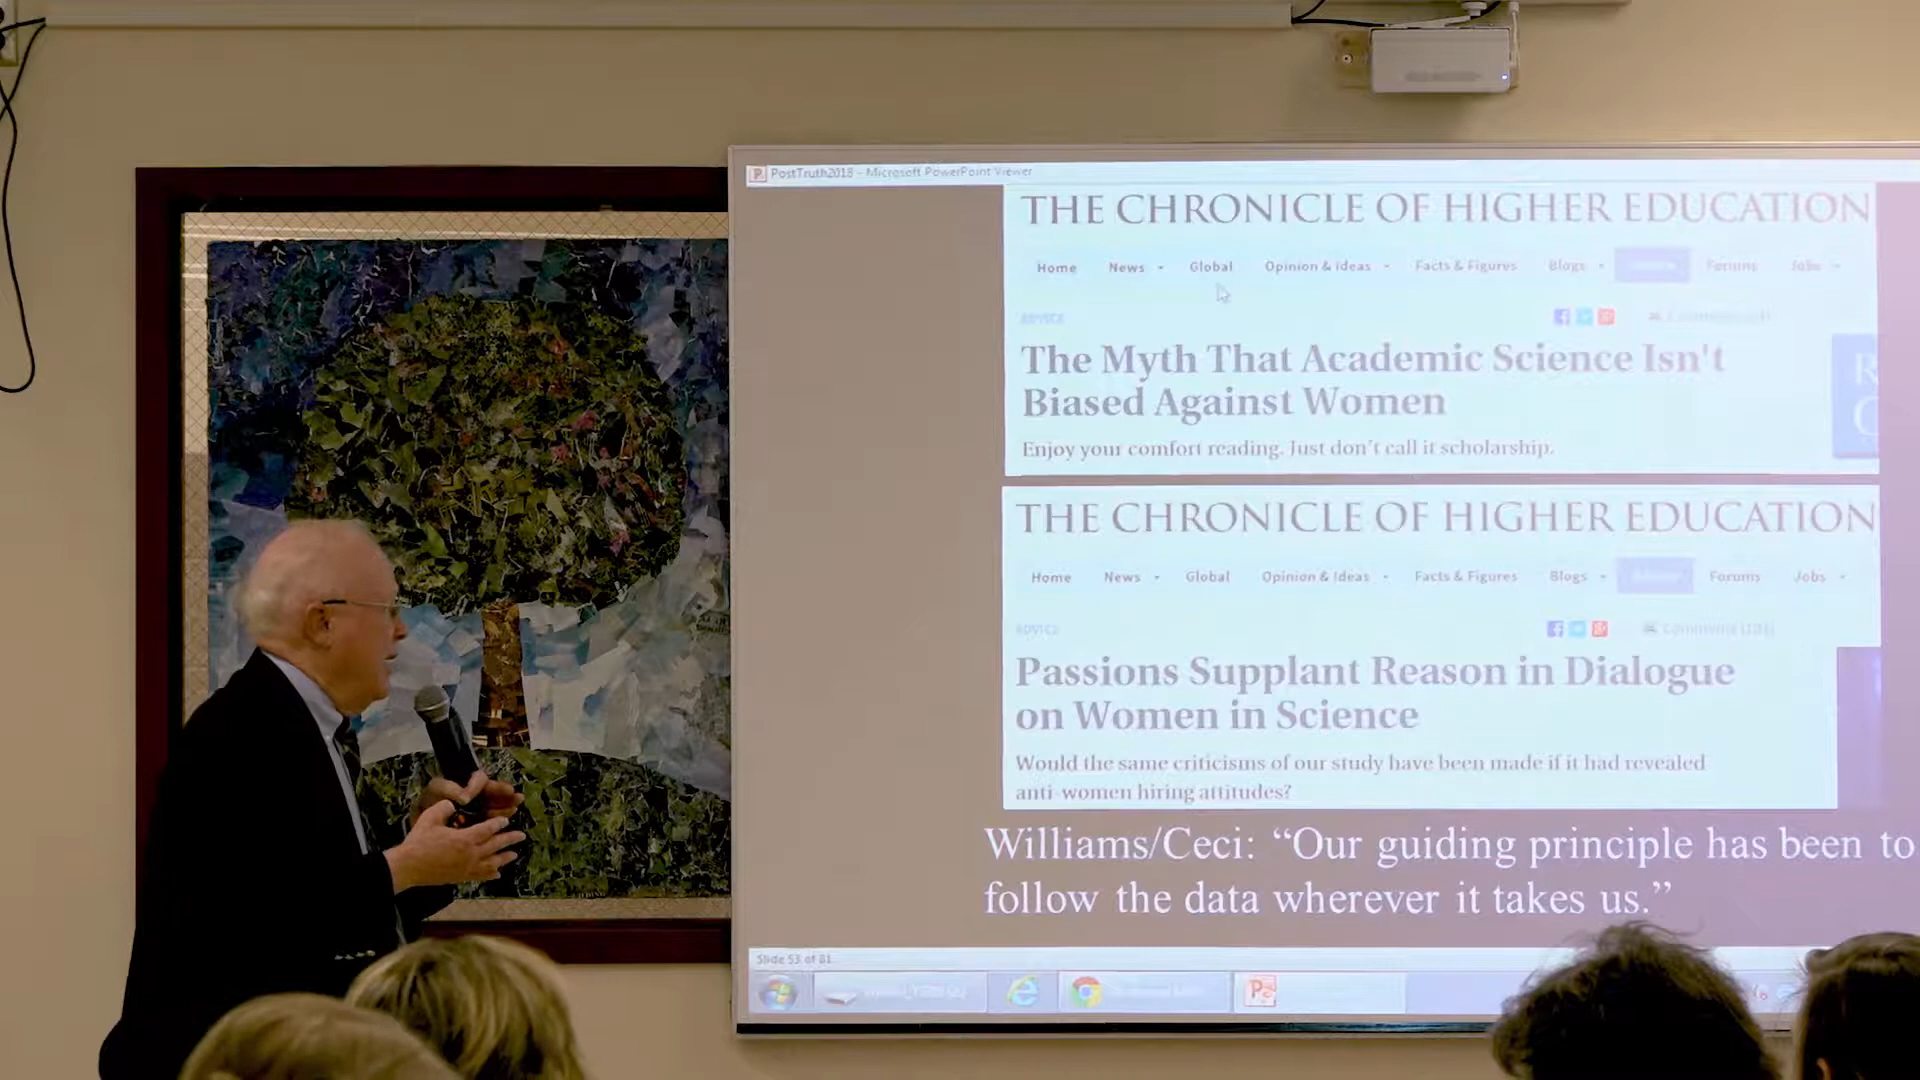 PostTruth2018 - Microsoft PowerPoint Viewer
THE CHRONICLE OF HIGHER EDUCATION
Home News Global Opinion & Ideas Facts & Figures Blogs Forums Jobs
ADVICE
The Myth That Academic Science Isn't
Biased Against Women
Enjoy your comfort reading. Just don't call it scholarship.
THE CHRONICLE OF HIGHER EDUCATION
Home News Global Opinion & Ideas Facts & Figures Blogs Forums Jobs
ADVICE
Passions Supplant Reason in Dialogue
on Women in Science
Would the same criticisms of our study have been made if it had revealed
anti-women hiring attitudes?
Williams/Ceci: “Our guiding principle has been to
follow the data wherever it takes us.”
Slide 53 of 81